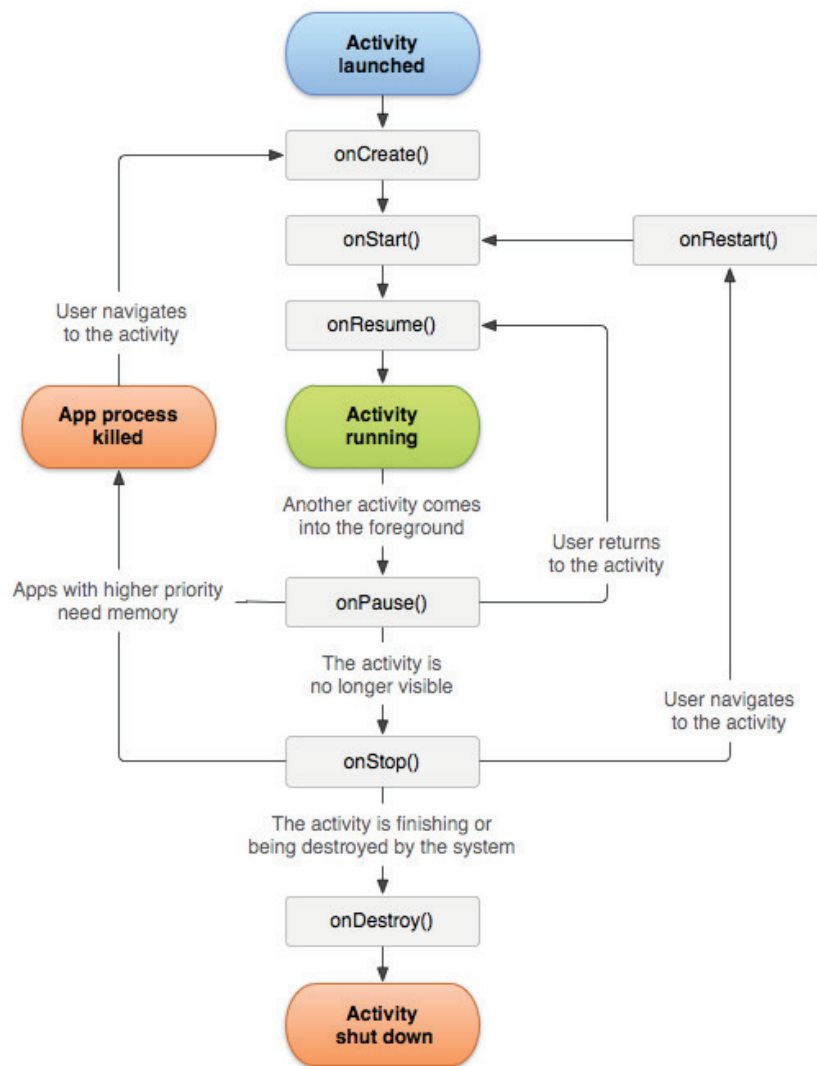 Activity
launched
onCreate()
onStart()
onRestart()
User navigates
to the activity
onResume()
App process
killed
Activity
running
Another activity comes
into the foreground
User returns
to the activity
Apps with higher priority
need memory
onPause()
The activity is
no longer visible
User navigates
to the activity
onStop()
The activity is finishing or
being destroyed by the system
onDestroy()
Activity
shut down